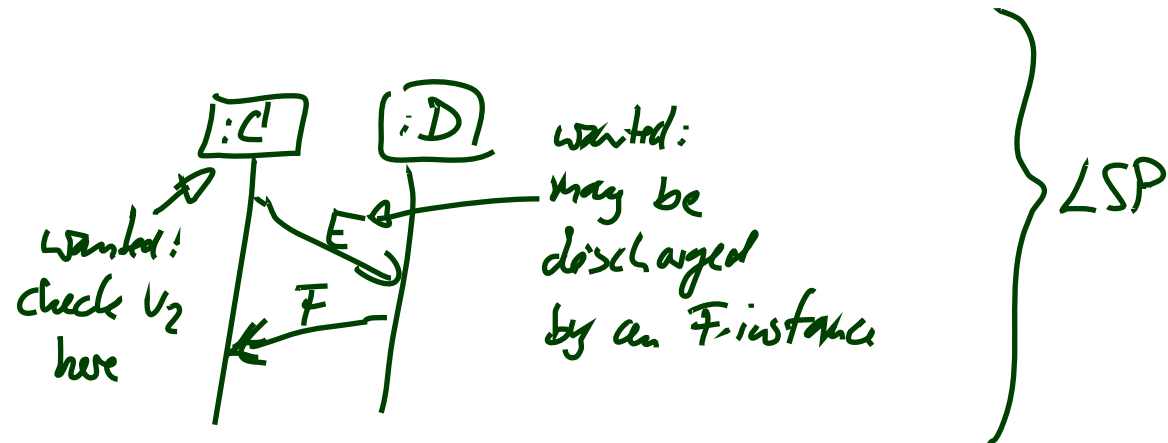 :C
:D
E
F
wanted:
check v₂
here
wanted:
may be
discharged
by an F-instance
LSP